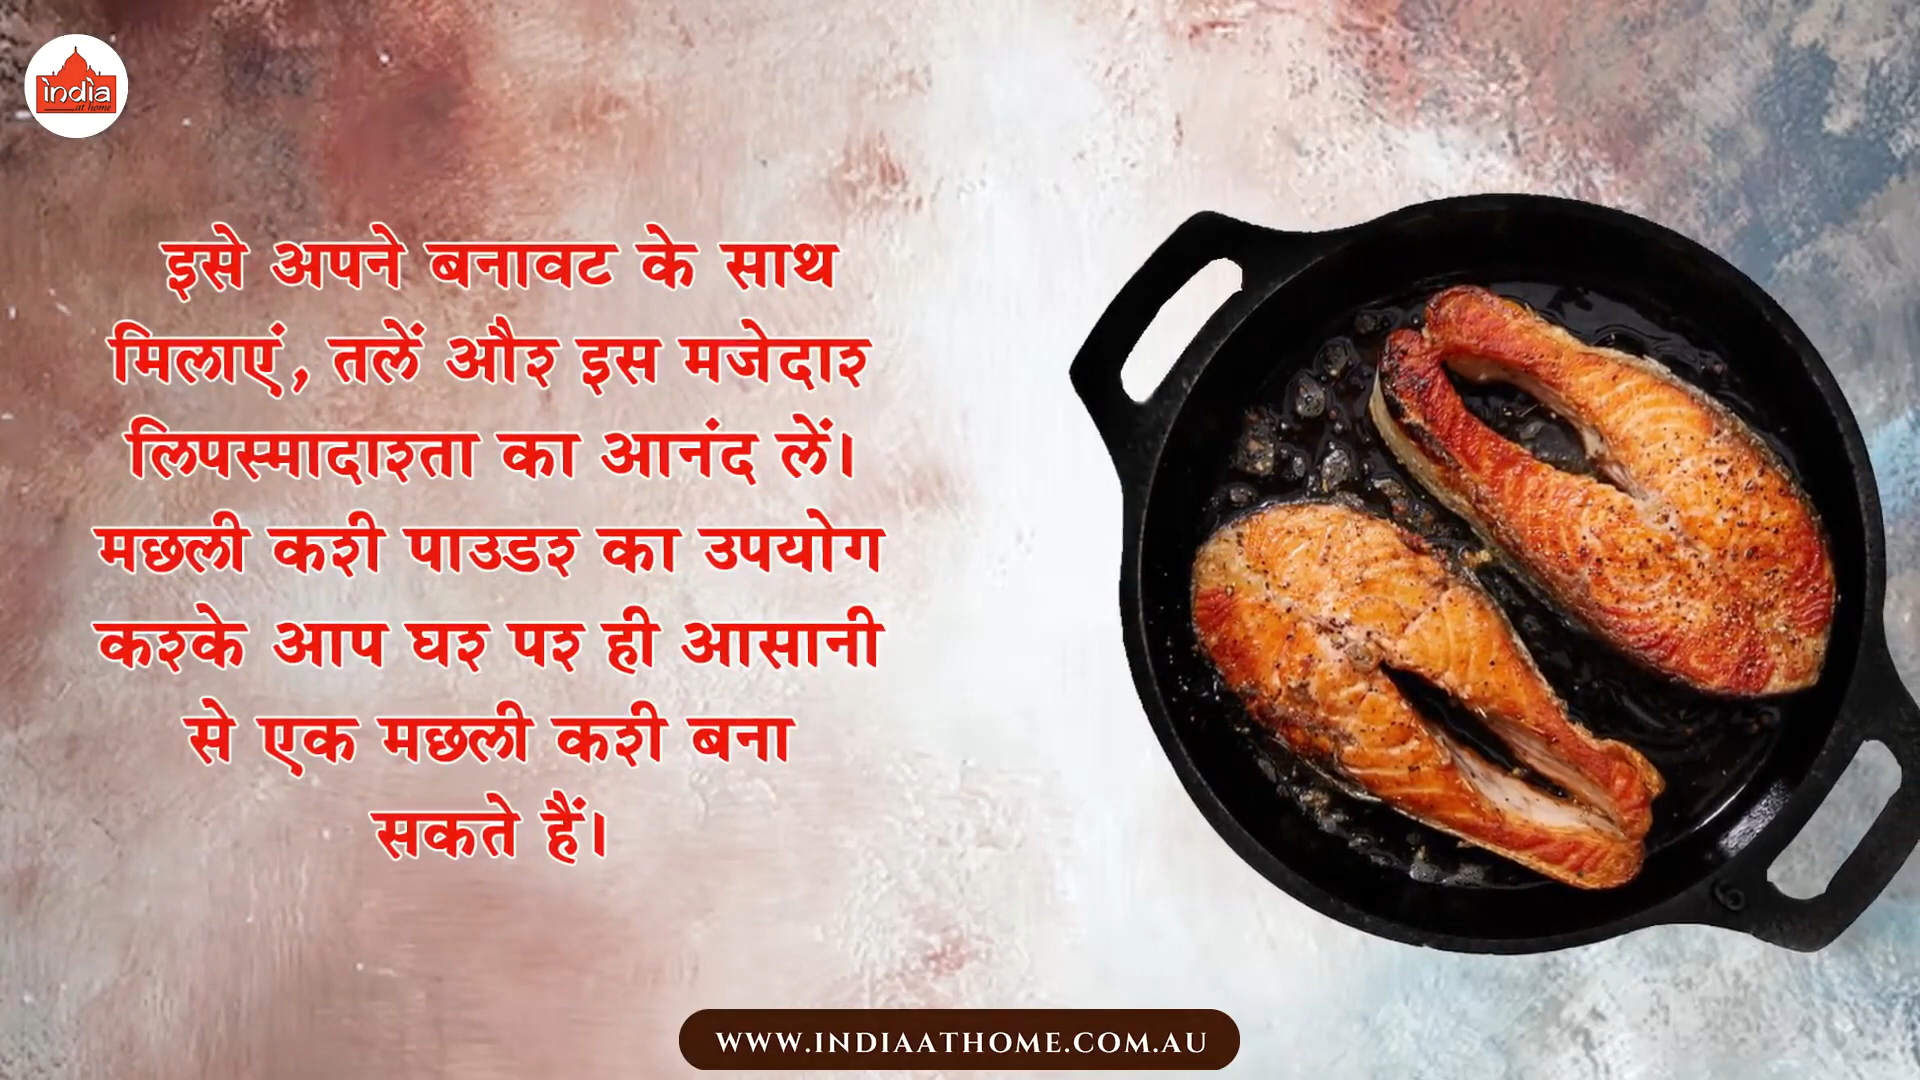 india
at home
इसे अपने बनावट के साथ
मिलाएं, तलें और इस मजेदार
लिपस्मादारता का आनंद लें।
मछली करी पाउडर का उपयोग
करके आप घर पर ही आसानी
से एक मछली करी बना
सकते हैं।
WWW.INDIAATHOME.COM.AU